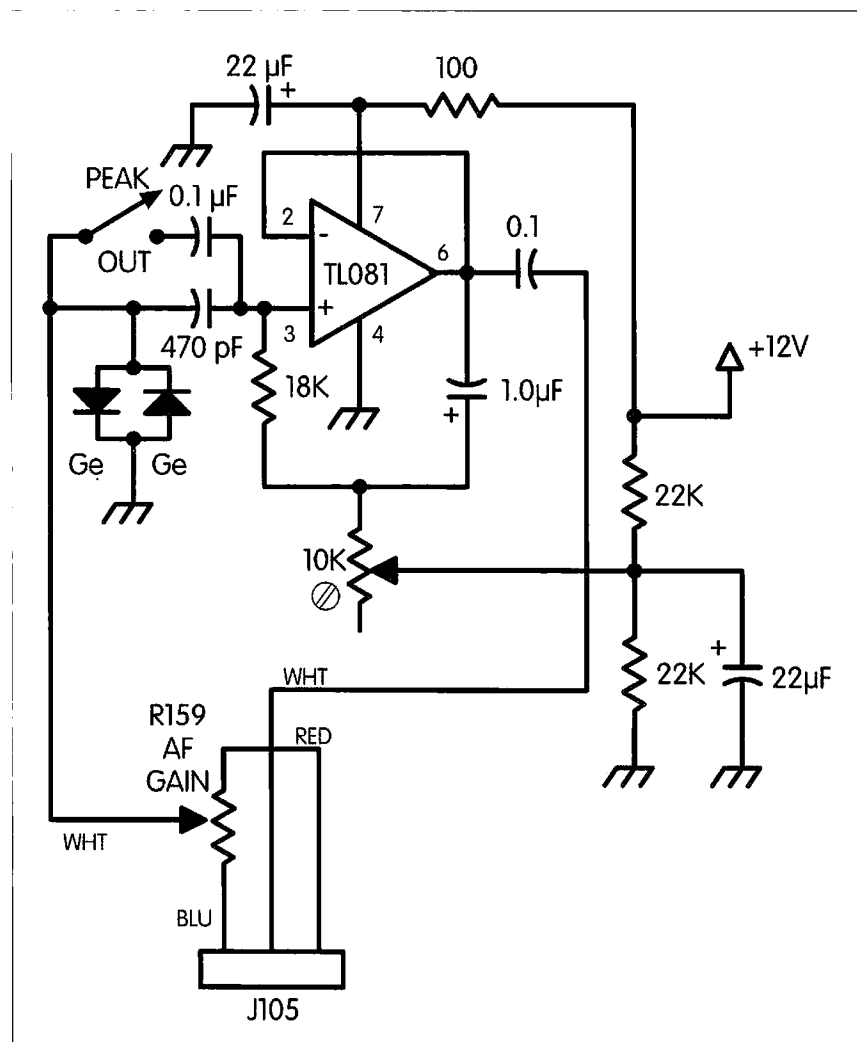 22 µF
+
100
PEAK
0.1 µF
2
-
7
OUT
TL081
6
0.1
+
3
4
470 pF
+12V
18K
+
1.0µF
Ge
Ge
22K
10K
WHT
22K
+
22µF
R159
AF
GAIN
RED
WHT
BLU
J105